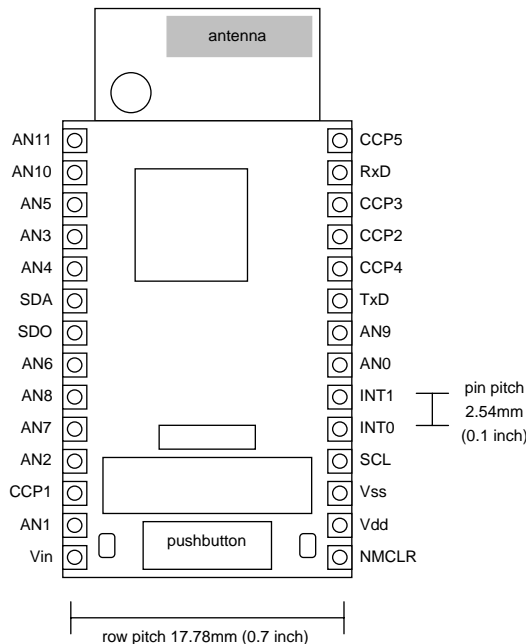 antenna
AN11 CCP5
AN10 RxD
AN5 CCP3
AN3 CCP2
AN4 CCP4
SDA TxD
SDO AN9
AN6 AN0
AN8 INT1
pin pitch
2.54mm
(0.1 inch)
AN7 INT0
AN2 SCL
CCP1 Vss
AN1 Vdd
pushbutton
Vin NMCLR
row pitch 17.78mm (0.7 inch)